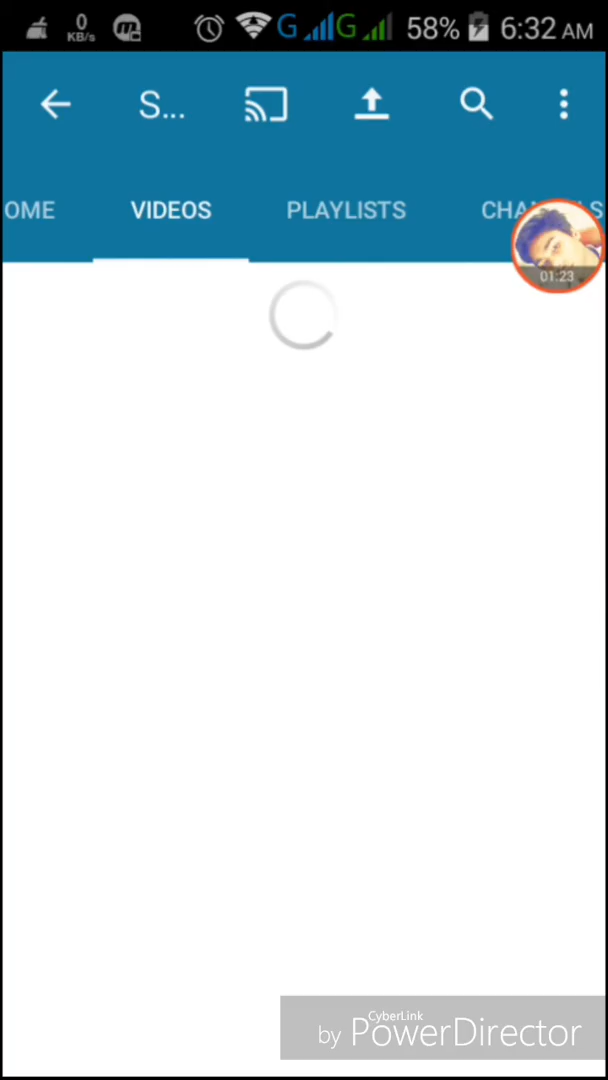 0 KB/s G G 58% 6:32 AM
S...
OME VIDEOS PLAYLISTS
01:23
CyberLink
by PowerDirector